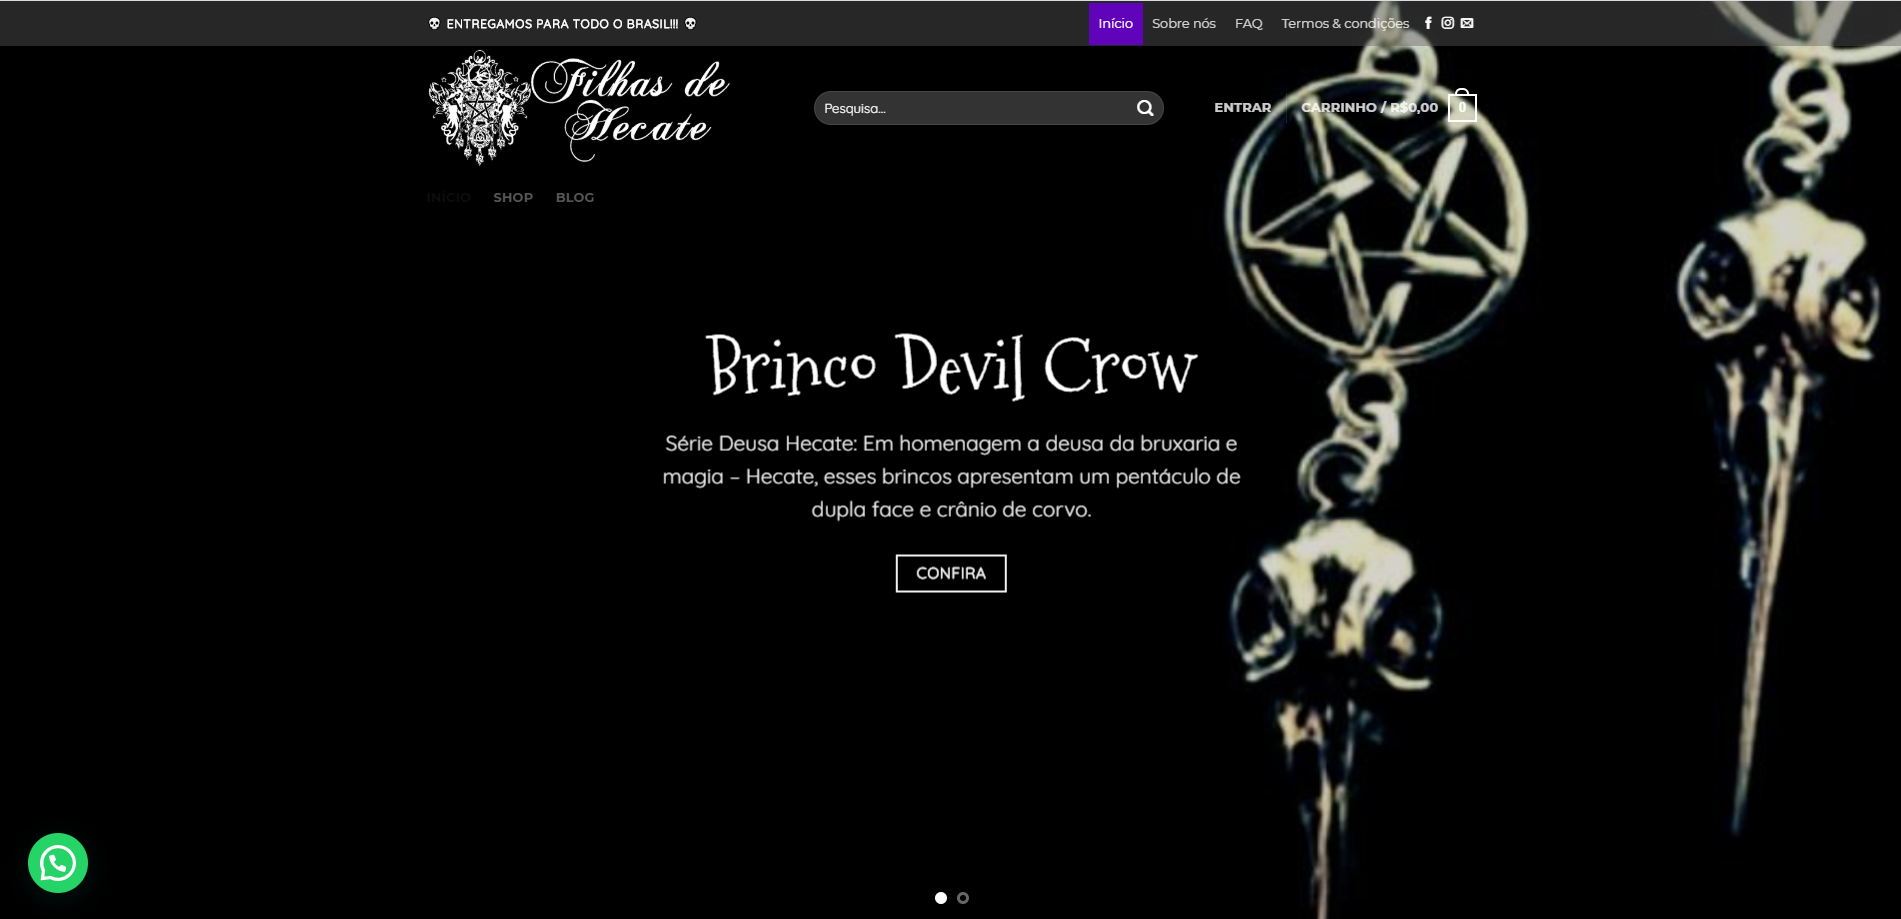 ENTREGAMOS PARA TODO O BRASIL!!!
Início Sobre nós FAQ Termos & condições
Filhas de
Hecate
Pesquisa...
ENTRAR CARRINHO / R$0,00 0
INÍCIO SHOP BLOG
Brinco Devil Crow
Série Deusa Hecate: Em homenagem a deusa da bruxaria e
magia – Hecate, esses brincos apresentam um pentáculo de
dupla face e crânio de corvo.
CONFIRA